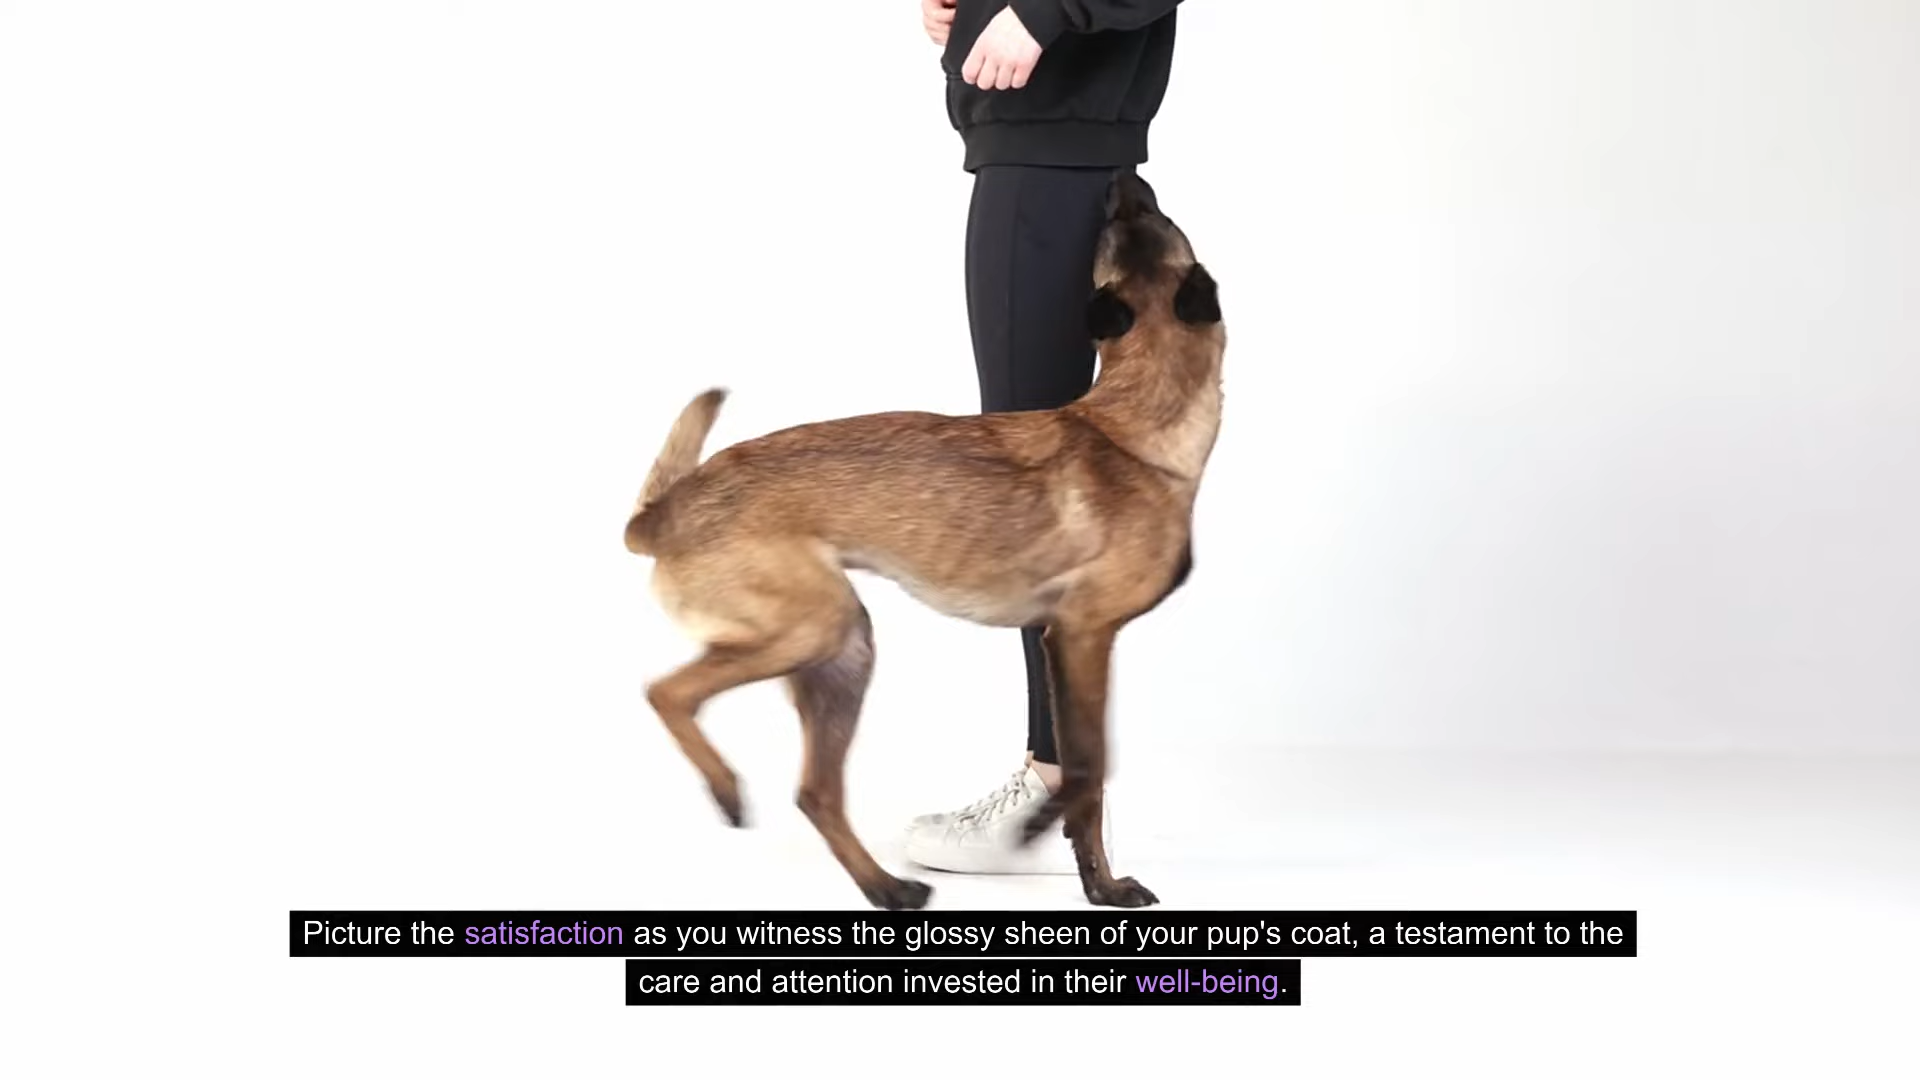 Picture the satisfaction as you witness the glossy sheen of your pup's coat, a testament to the
care and attention invested in their well-being.